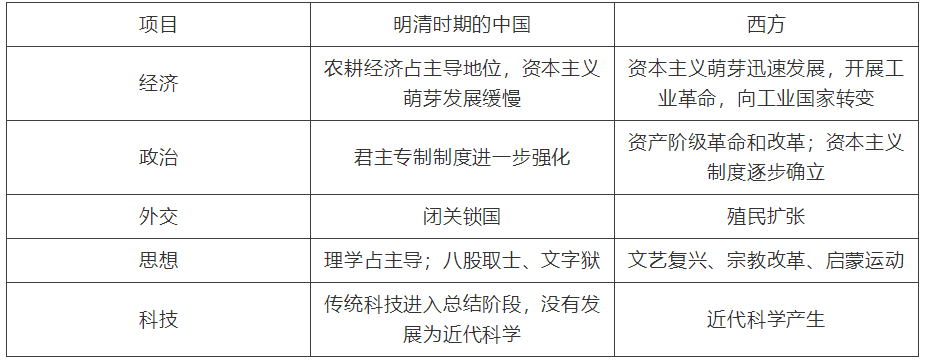 项目 明清时期的中国 西方
经济 农耕经济占主导地位，资本主义萌芽发展缓慢 资本主义萌芽迅速发展，开展工业革命，向工业国家转变
政治 君主专制制度进一步强化 资产阶级革命和改革；资本主义制度逐步确立
外交 闭关锁国 殖民扩张
思想 理学占主导；八股取士、文字狱 文艺复兴、宗教改革、启蒙运动
科技 传统科技进入总结阶段，没有发展为近代科学 近代科学产生